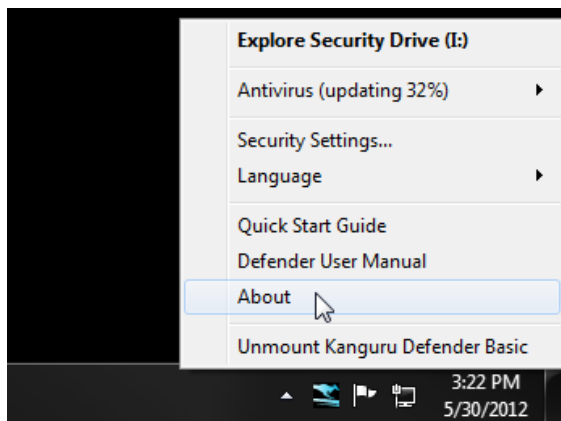 Explore Security Drive (I:)
Antivirus (updating 32%)
Security Settings...
Language
Quick Start Guide
Defender User Manual
About
Unmount Kanguru Defender Basic
3:22 PM
5/30/2012